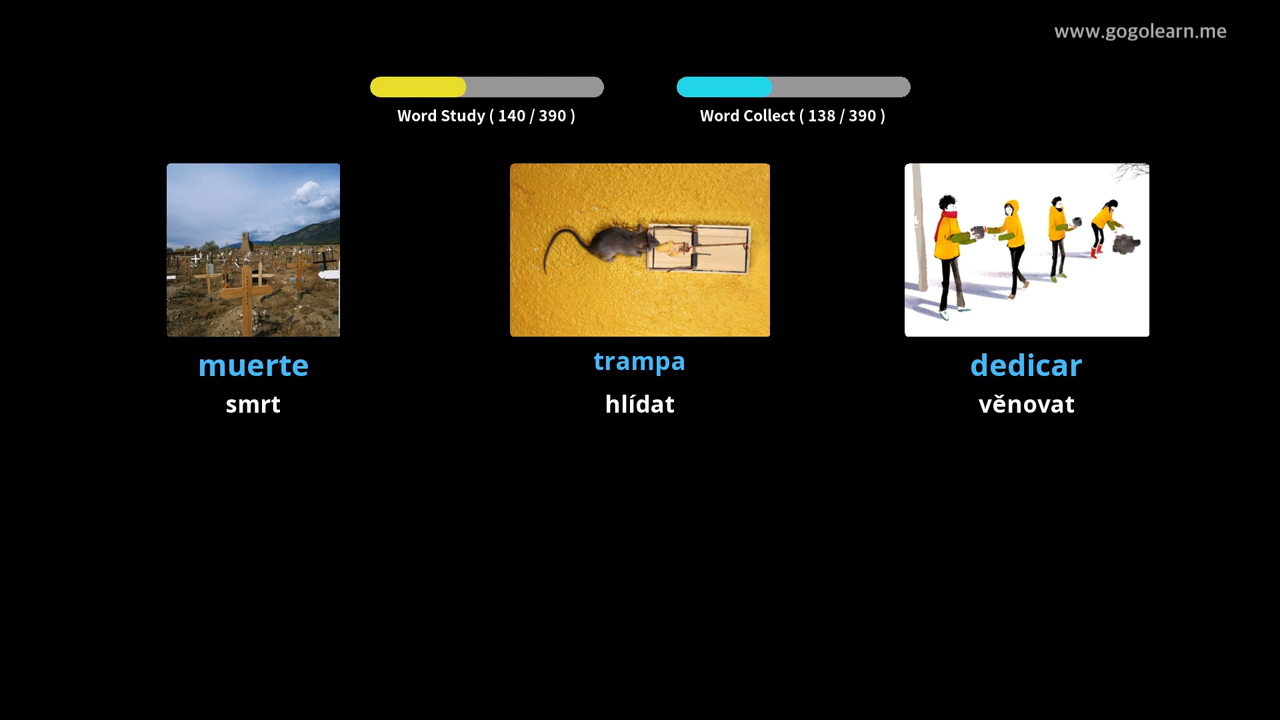 www.gogolearn.me
Word Study ( 140 / 390 )
Word Collect ( 138 / 390 )
muerte
trampa
dedicar
smrt
hlídat
věnovat